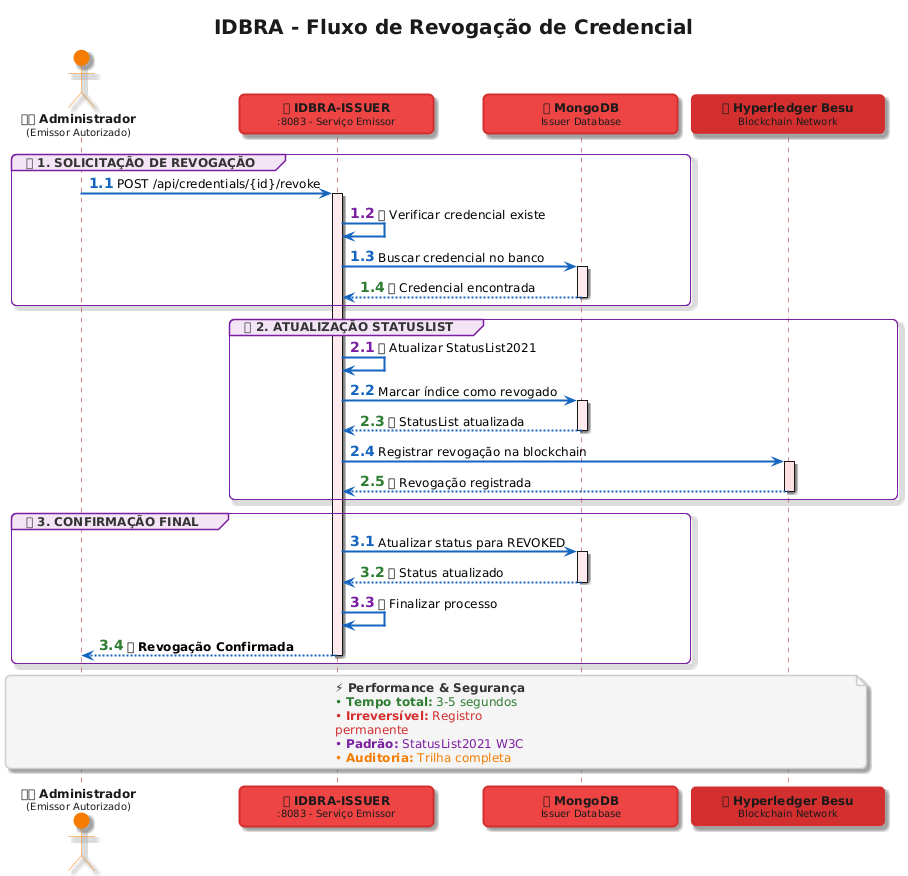 IDBRA - Fluxo de Revogação de Credencial
Administrador
(Emissor Autorizado)
IDBRA-ISSUER
:8083 - Serviço Emissor
MongoDB
Issuer Database
Hyperledger Besu
Blockchain Network
1. SOLICITAÇÃO DE REVOGAÇÃO
1.1 POST /api/credentials/{id}/revoke
1.2 Verificar credencial existe
1.3 Buscar credencial no banco
1.4 Credencial encontrada
2. ATUALIZAÇÃO STATUSLIST
2.1 Atualizar StatusList2021
2.2 Marcar índice como revogado
2.3 StatusList atualizada
2.4 Registrar revogação na blockchain
2.5 Revogação registrada
3. CONFIRMAÇÃO FINAL
3.1 Atualizar status para REVOKED
3.2 Status atualizado
3.3 Finalizar processo
3.4 Revogação Confirmada
⚡ Performance & Segurança
• Tempo total: 3-5 segundos
• Irreversível: Registro
permanente
• Padrão: StatusList2021 W3C
• Auditoria: Trilha completa
Administrador
(Emissor Autorizado)
IDBRA-ISSUER
:8083 - Serviço Emissor
MongoDB
Issuer Database
Hyperledger Besu
Blockchain Network